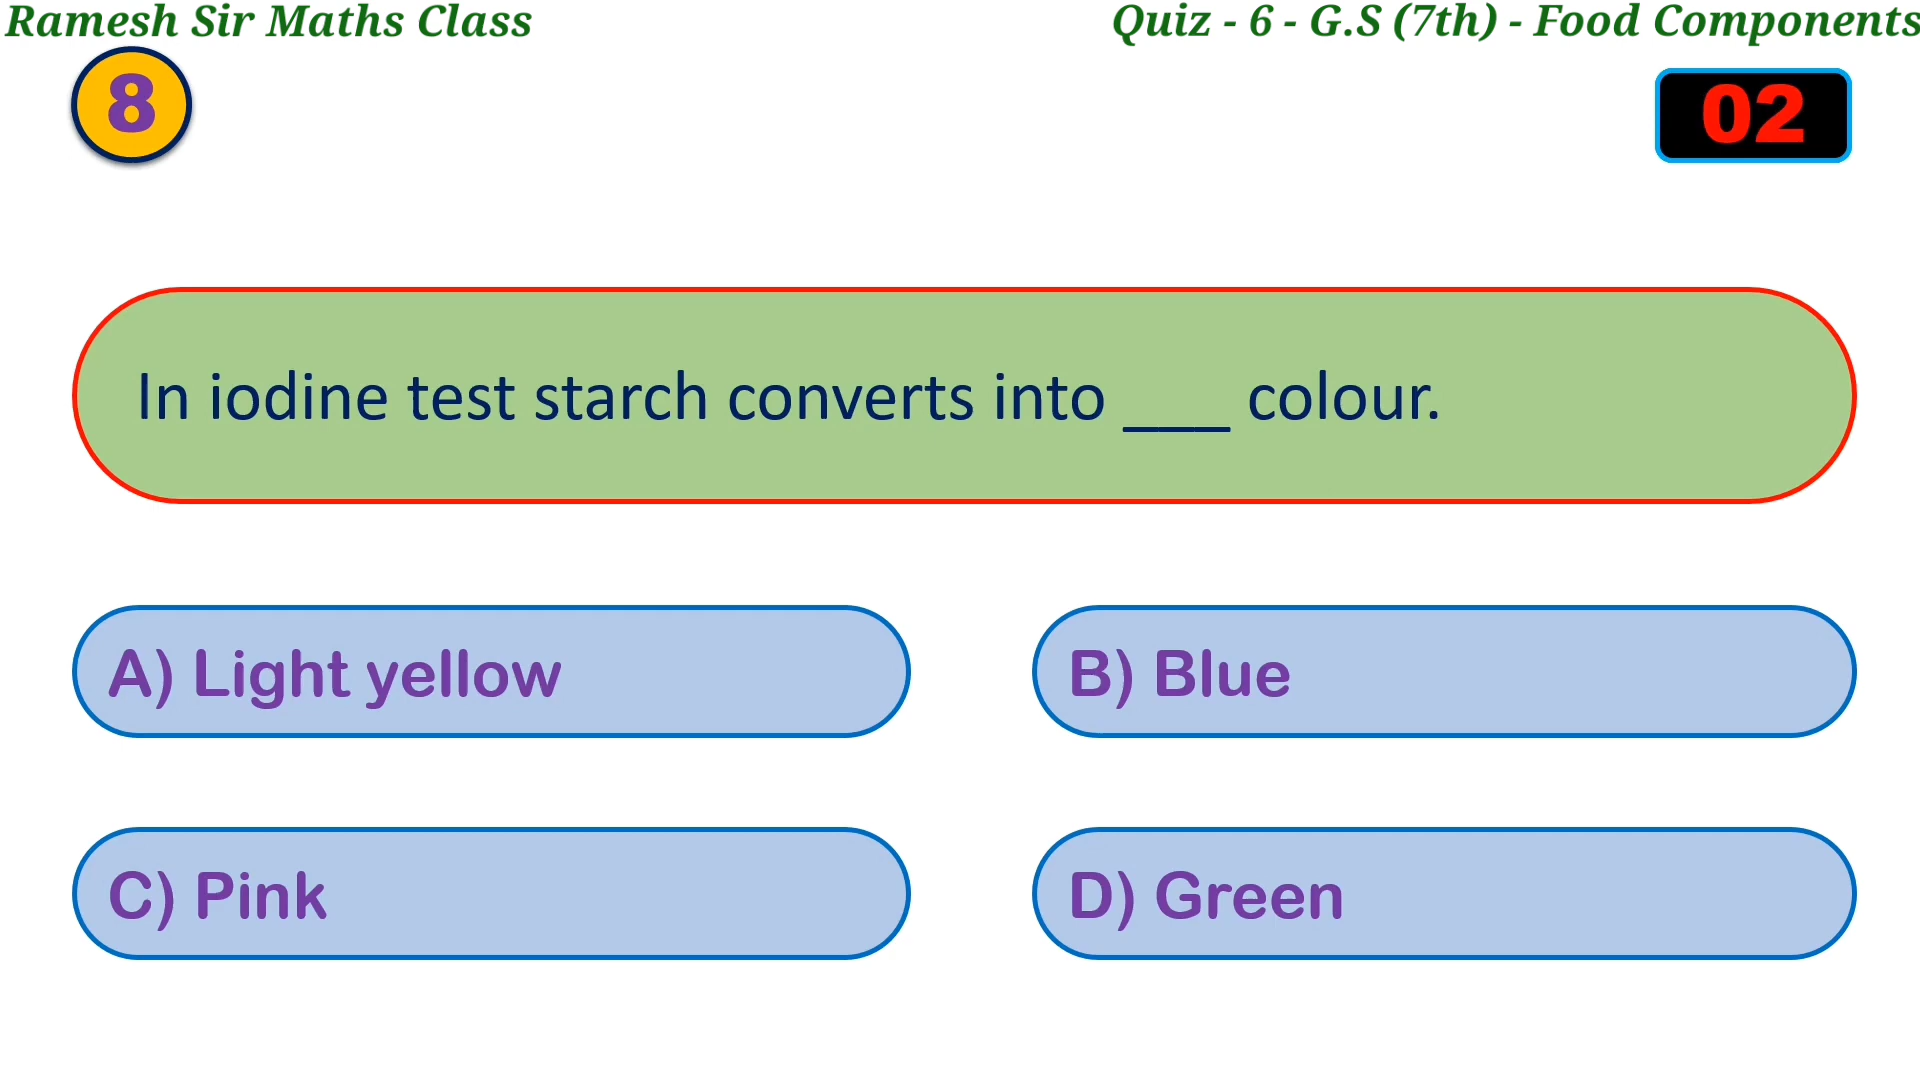 Ramesh Sir Maths Class
Quiz - 6 - G.S (7th) - Food Components
8
02
In iodine test starch converts into ___ colour.
A) Light yellow
B) Blue
C) Pink
D) Green